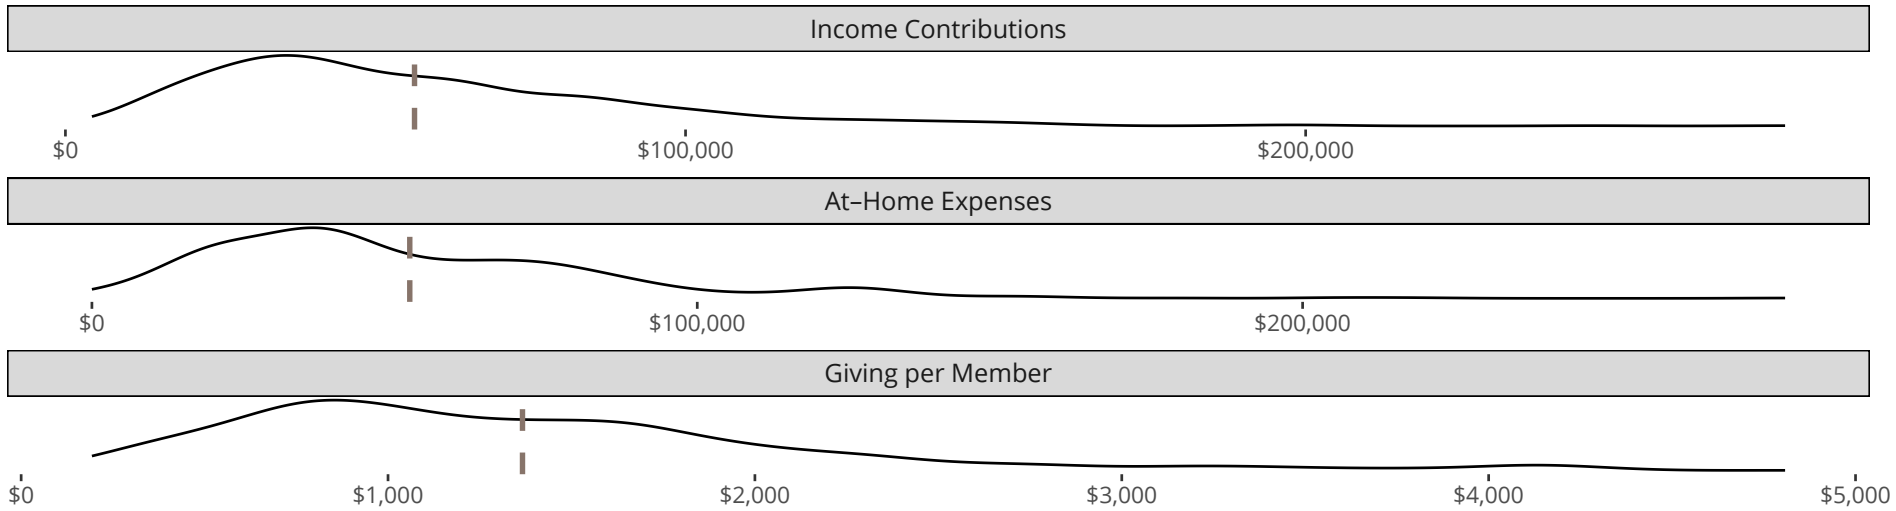 Income Contributions
$0 $100,000 $200,000
At–Home Expenses
$0 $100,000 $200,000
Giving per Member
$0 $1,000 $2,000 $3,000 $4,000 $5,000